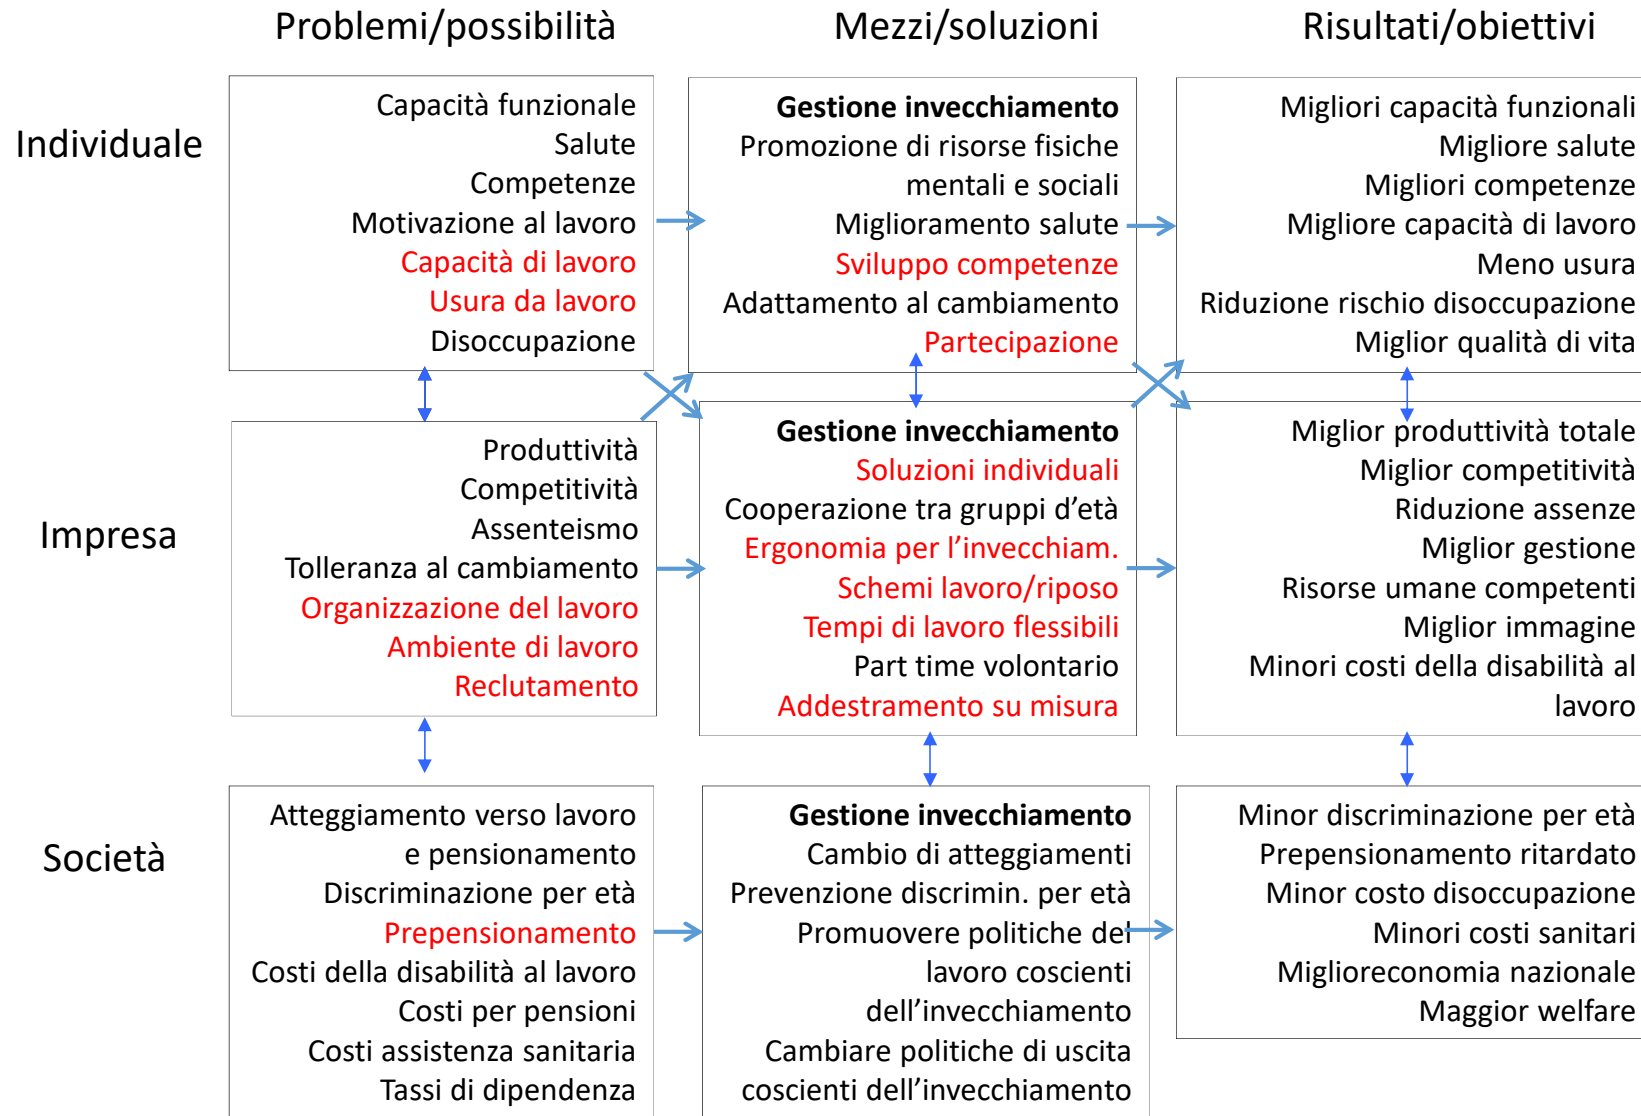 Problemi/possibilità
Mezzi/soluzioni
Risultati/obiettivi
Individuale
Capacità funzionale
Salute
Competenze
Motivazione al lavoro
Capacità di lavoro
Usura da lavoro
Disoccupazione
Gestione invecchiamento
Promozione di risorse fisiche
mentali e sociali
Miglioramento salute
Sviluppo competenze
Adattamento al cambiamento
Partecipazione
Migliori capacità funzionali
Migliore salute
Migliori competenze
Migliore capacità di lavoro
Meno usura
Riduzione rischio disoccupazione
Miglior qualità di vita
Impresa
Produttività
Competitività
Assenteismo
Tolleranza al cambiamento
Organizzazione del lavoro
Ambiente di lavoro
Reclutamento
Gestione invecchiamento
Soluzioni individuali
Cooperazione tra gruppi d’età
Ergonomia per l’invecchiam.
Schemi lavoro/riposo
Tempi di lavoro flessibili
Part time volontario
Addestramento su misura
Miglior produttività totale
Miglior competitività
Riduzione assenze
Miglior gestione
Risorse umane competenti
Miglior immagine
Minori costi della disabilità al
lavoro
Società
Atteggiamento verso lavoro
e pensionamento
Discriminazione per età
Prepensionamento
Costi della disabilità al lavoro
Costi per pensioni
Costi assistenza sanitaria
Tassi di dipendenza
Gestione invecchiamento
Cambio di atteggiamenti
Prevenzione discrimin. per età
Promuovere politiche del
lavoro coscienti
dell’invecchiamento
Cambiare politiche di uscita
coscienti dell’invecchiamento
Minor discriminazione per età
Prepensionamento ritardato
Minor costo disoccupazione
Minori costi sanitari
Miglioreconomia nazionale
Maggior welfare